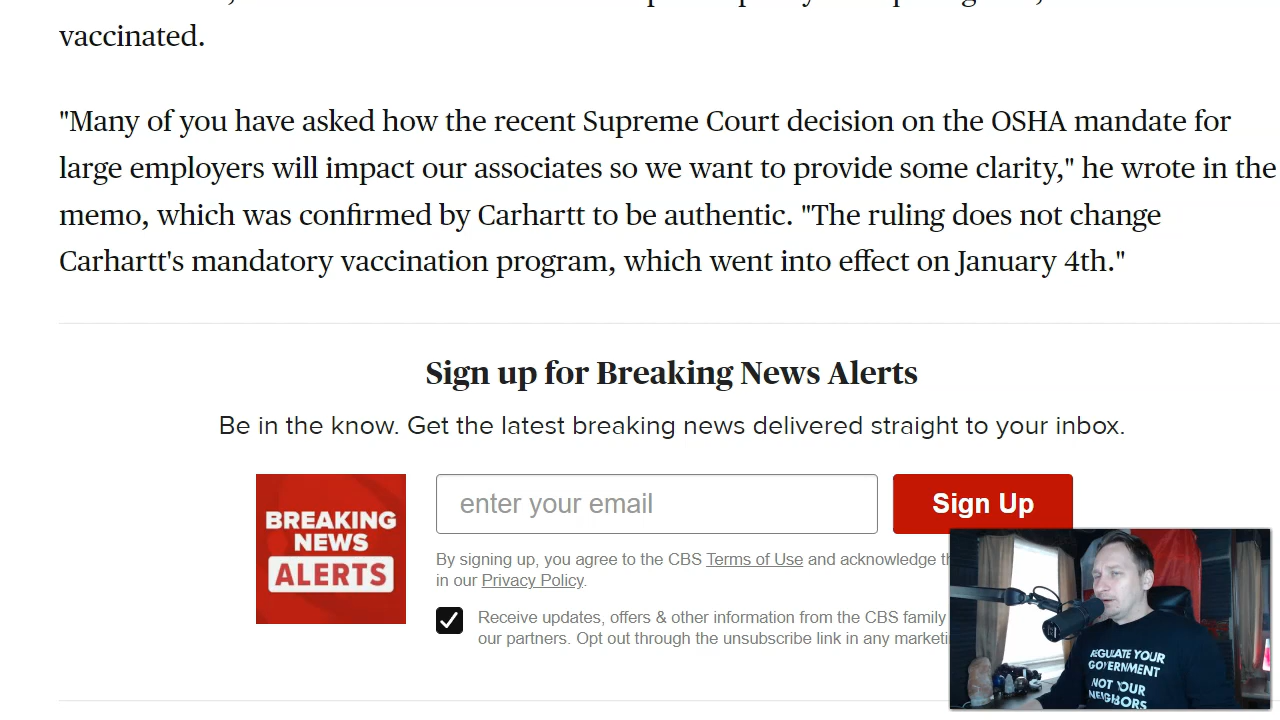 vaccinated.
"Many of you have asked how the recent Supreme Court decision on the OSHA mandate for
large employers will impact our associates so we want to provide some clarity," he wrote in the
memo, which was confirmed by Carhartt to be authentic. "The ruling does not change
Carhartt's mandatory vaccination program, which went into effect on January 4th."
Sign up for Breaking News Alerts
Be in the know. Get the latest breaking news delivered straight to your inbox.
BREAKING
NEWS
ALERTS
enter your email
Sign Up
By signing up, you agree to the CBS Terms of Use and acknowledge
in our Privacy Policy.
Receive updates, offers & other information from the CBS family
our partners. Opt out through the unsubscribe link in any
REGULATE YOUR
GOVERNMENT
NOT YOUR
NEIGHBORS